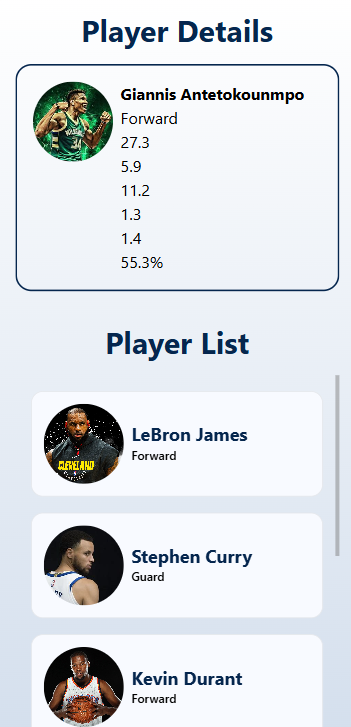 Player Details
Giannis Antetokounmpo
Forward
27.3
5.9
11.2
1.3
1.4
55.3%
Player List
LeBron James
Forward
CLEVELAND
Stephen Curry
Guard
Kevin Durant
Forward